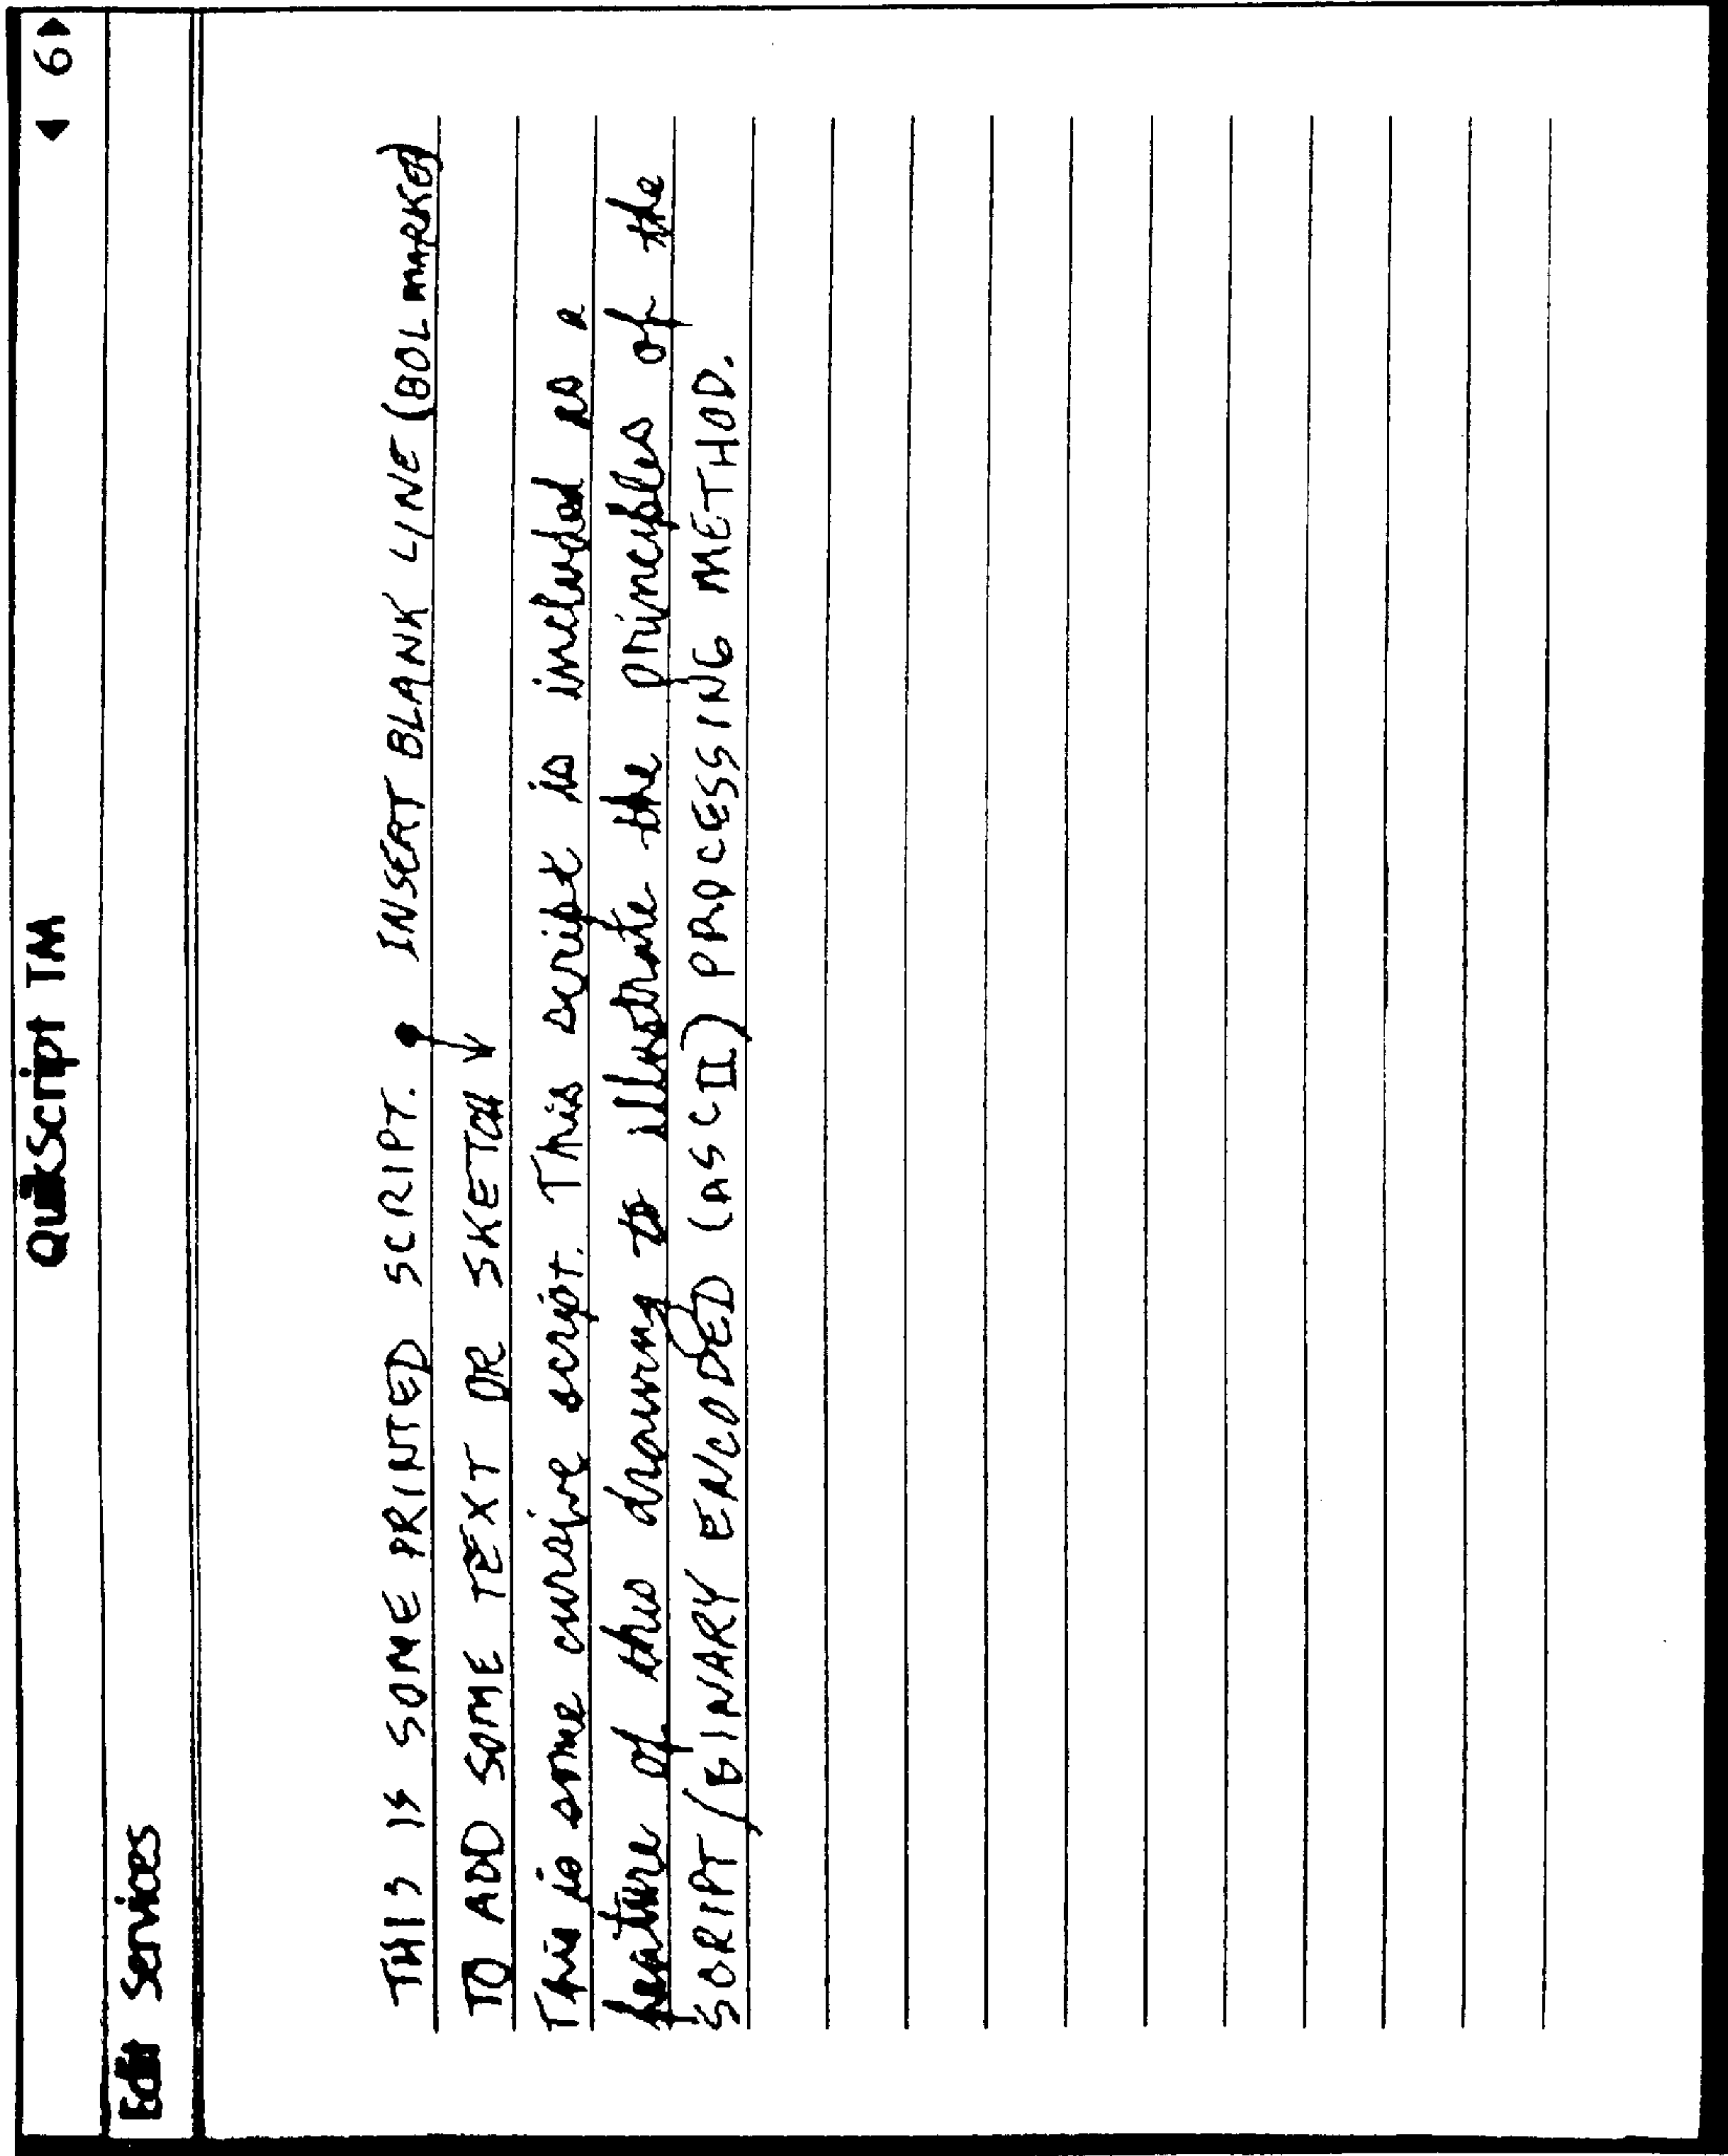 QuikScript TM ◀ 6▶
Edit Services
THIS IS SOME PRINTED SCRIPT. INSERT BLANK LINE (BOL MARKED)
TO ADD SOME TEXT OR SKETCH
This is some cursive script. This script is included as a
feature of this drawing to illustrate the principles of the
SCRIPT/BINARY ENCODED (ASCII) PROCESSING METHOD.